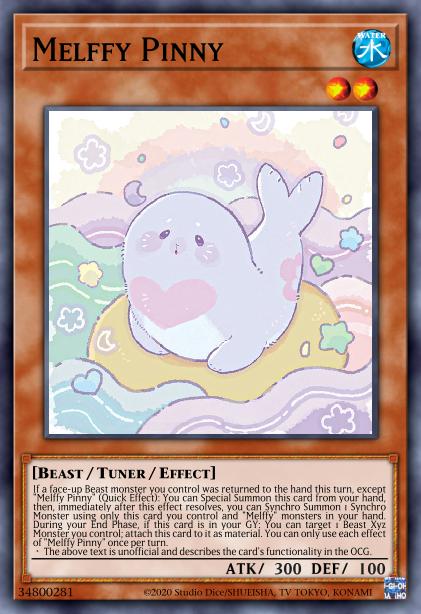 Melffy Pinny
WATER
水
[Beast / Tuner / Effect]
If a face-up Beast monster you control was returned to the hand this turn, except
"Melffy Pinny" (Quick Effect): You can Special Summon this card from your hand,
then, immediately after this effect resolves, you can Synchro Summon 1 Synchro
Monster using only this card you control and "Melffy" monsters in your hand.
During your End Phase, if this card is in your GY: You can target 1 Beast Xyz
Monster you control; attach this card to it as material. You can only use each effect
of "Melffy Pinny" once per turn.
· The above text is unofficial and describes the card's functionality in the OCG.
ATK/ 300 DEF/ 100
34800281 ©2020 Studio Dice/SHUEISHA, TV TOKYO, KONAMI